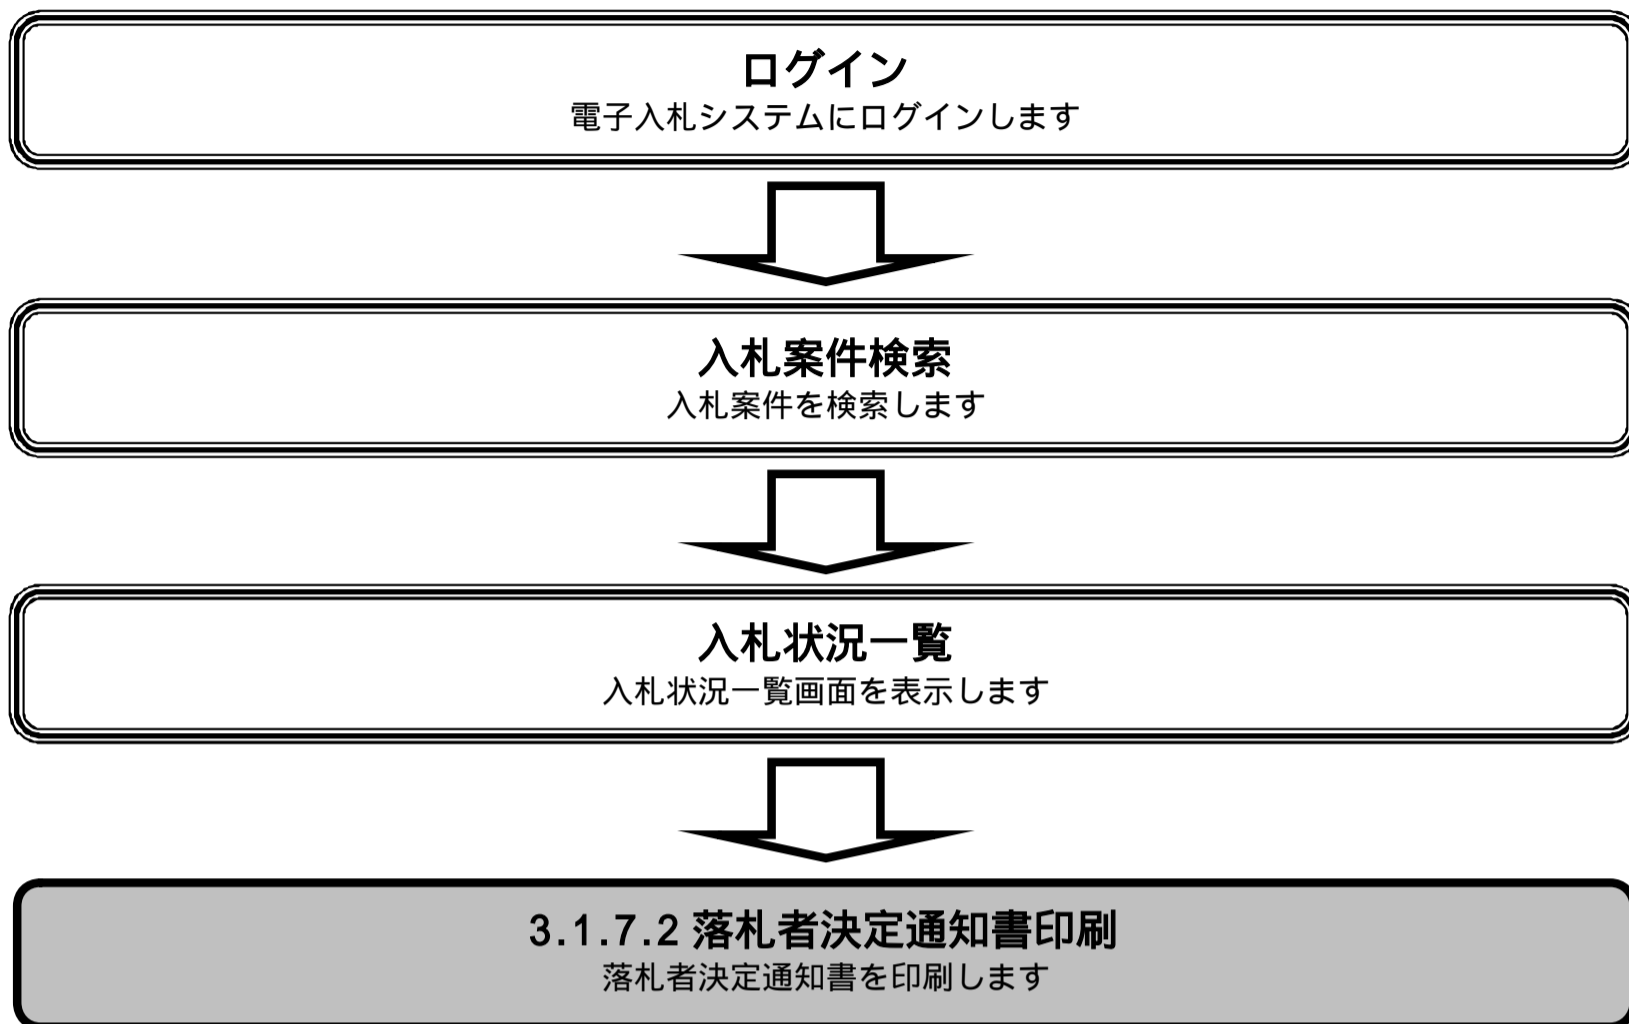 ログイン
電子入札システムにログインします
入札案件検索
入札案件を検索します
入札状況一覧
入札状況一覧画面を表示します
3.1.7.2 落札者決定通知書印刷
落札者決定通知書を印刷します